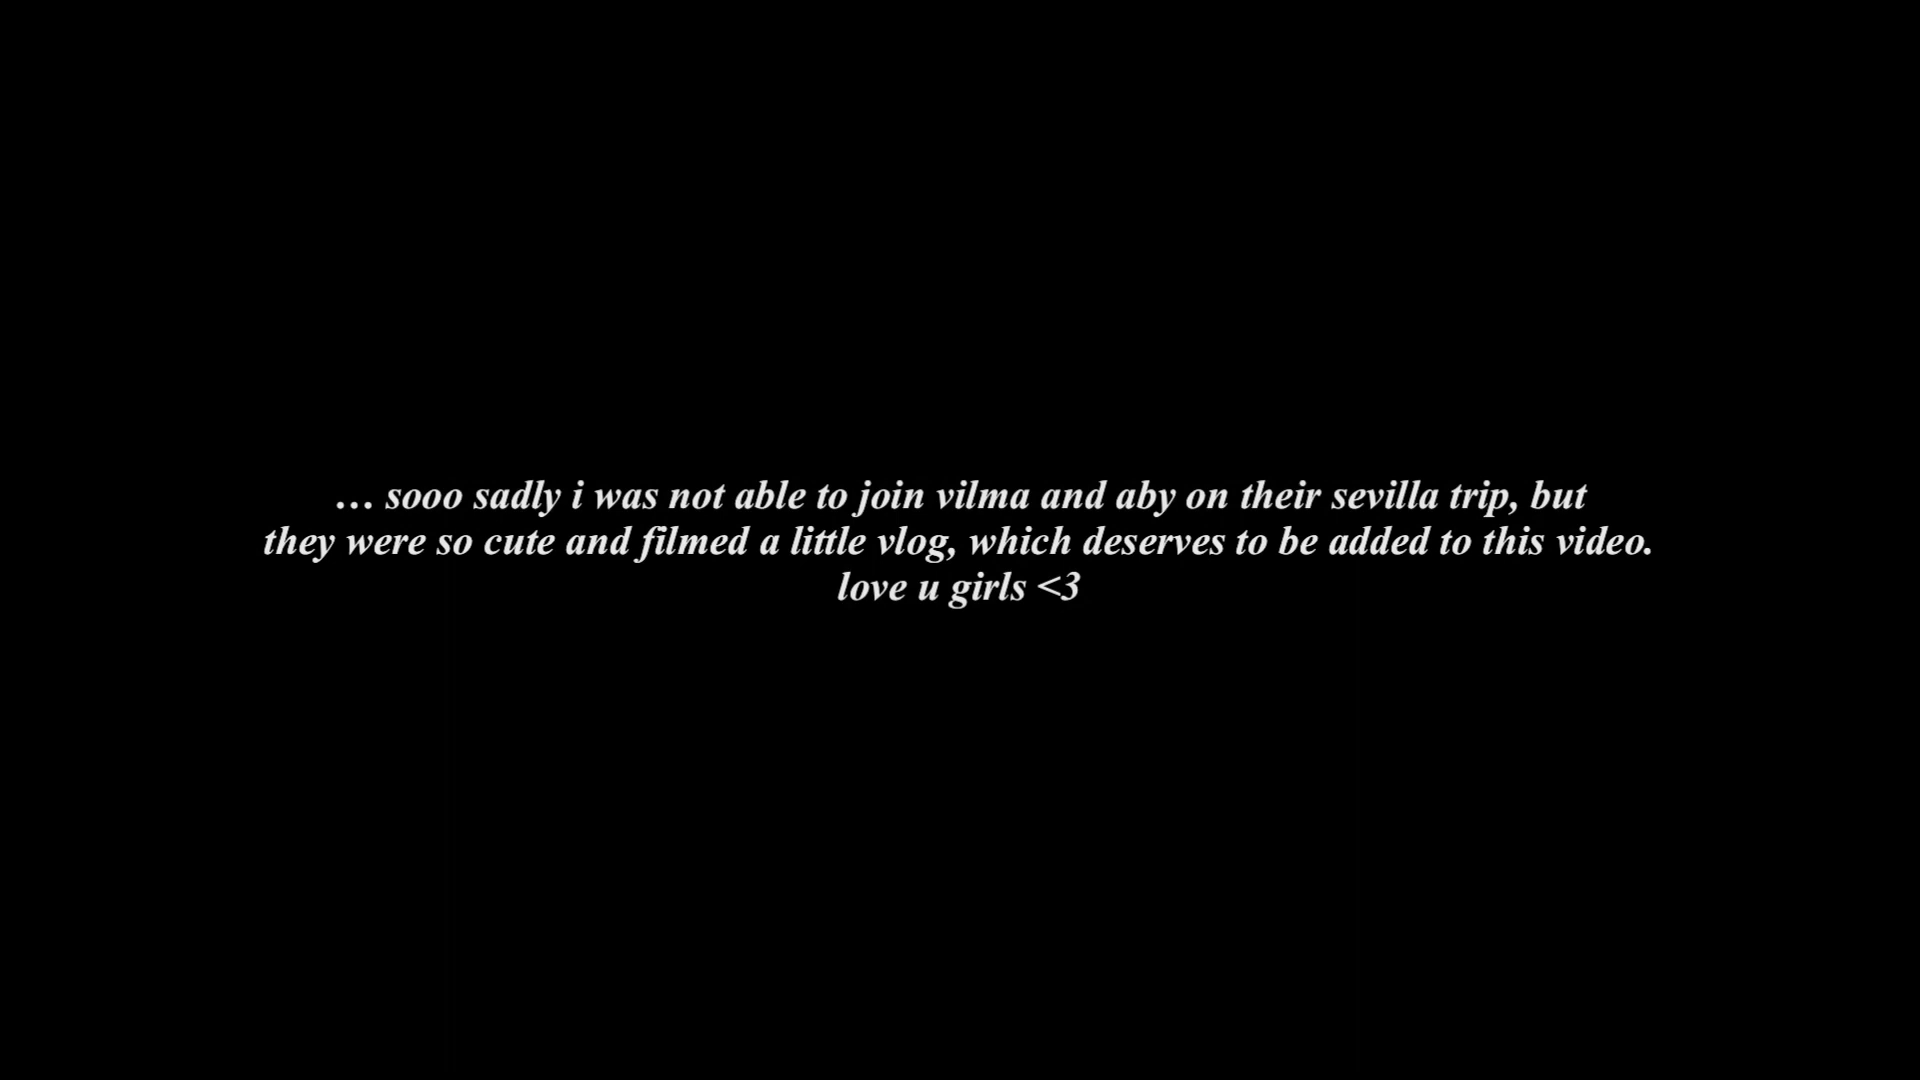 … sooo sadly i was not able to join vilma and aby on their sevilla trip, but
they were so cute and filmed a little vlog, which deserves to be added to this video.
love u girls <3